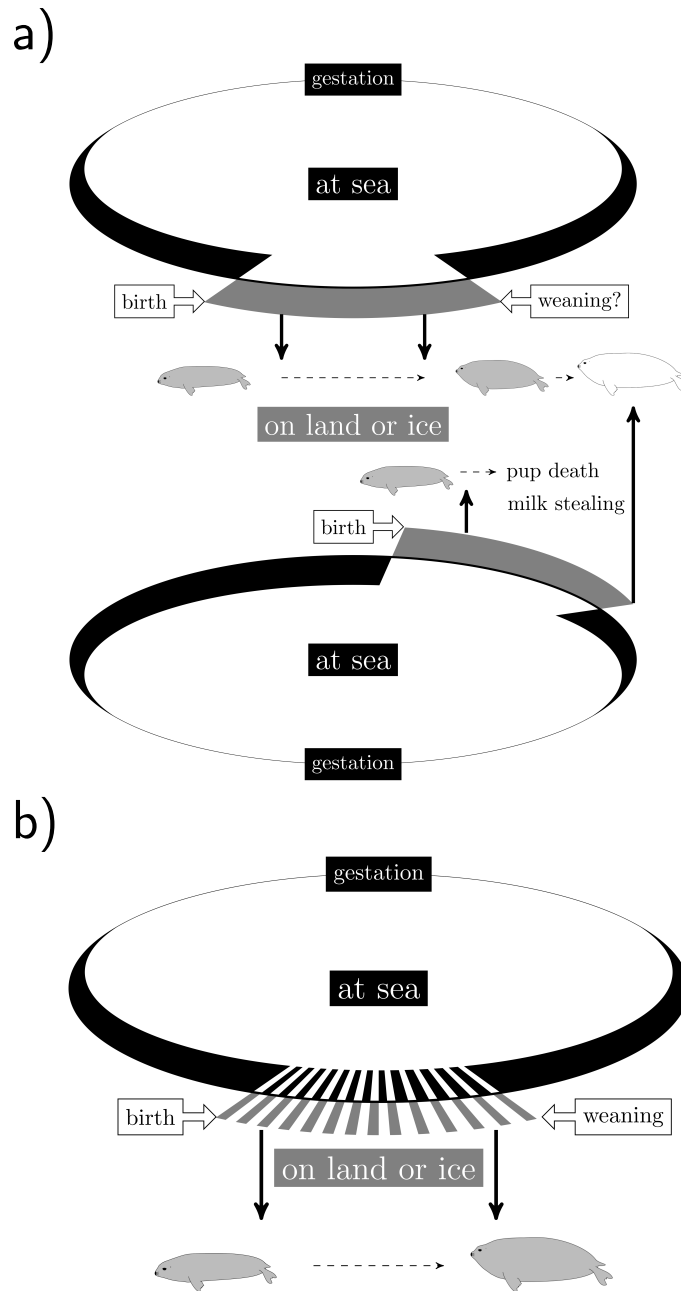 a)
gestation
at sea
birth
weaning?
on land or ice
pup death
milk stealing
birth
at sea
gestation
b)
gestation
at sea
birth
weaning
on land or ice